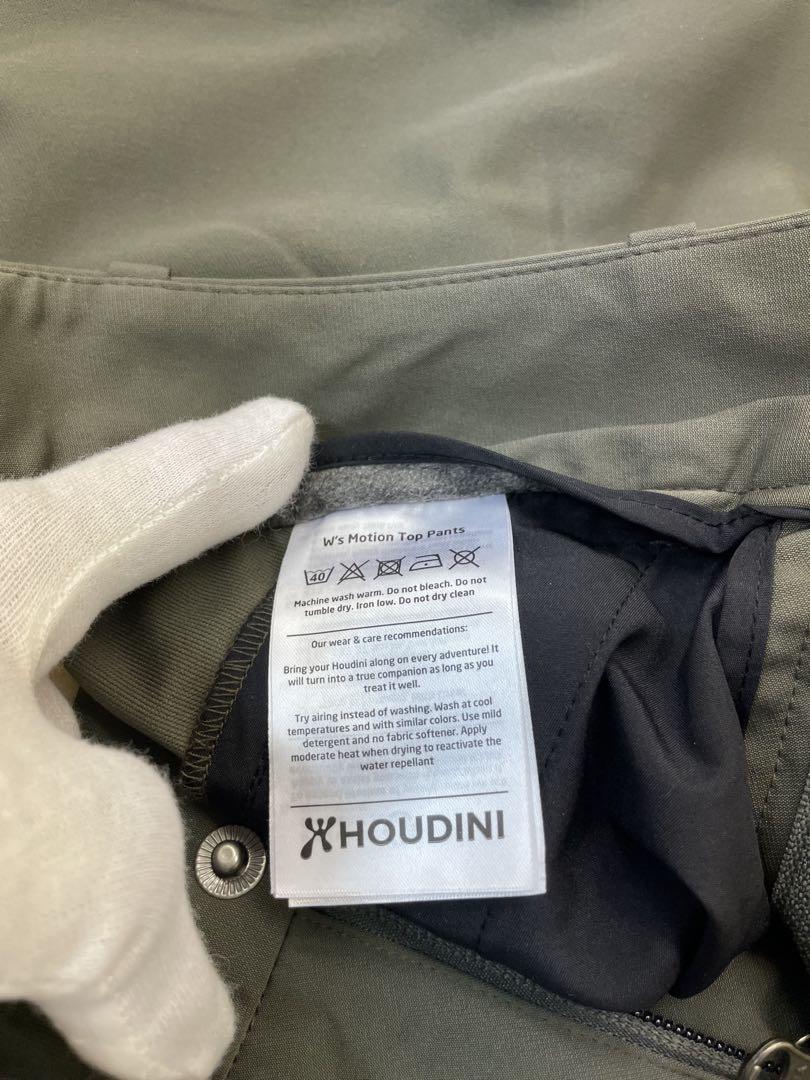 W's Motion Top Pants
40
Machine wash warm. Do not bleach. Do not
tumble dry. Iron low. Do not dry clean
Our wear & care recommendations:
Bring your Houdini along on every adventure! It
will turn into a true companion as long as you
treat it well.
Try airing instead of washing. Wash at cool
temperatures and with similar colors. Use mild
detergent and no fabric softener. Apply
moderate heat when drying to reactivate the
water repellant
HOUDINI